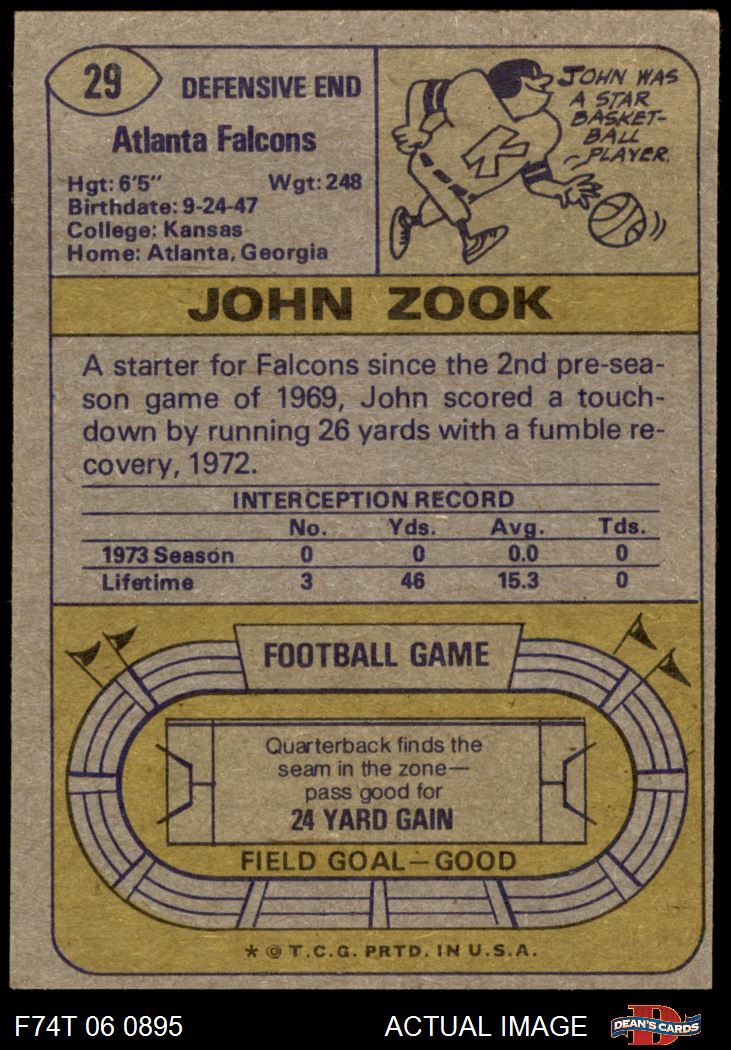 29
DEFENSIVE END
Atlanta Falcons
Hgt: 6'5" Wgt: 248
Birthdate: 9-24-47
College: Kansas
Home: Atlanta, Georgia
JOHN WAS
A STAR
BASKET-
BALL
PLAYER.
K
JOHN ZOOK
A starter for Falcons since the 2nd pre-sea-
son game of 1969, John scored a touch-
down by running 26 yards with a fumble re-
covery, 1972.
INTERCEPTION RECORD
No. Yds. Avg. Tds.
1973 Season 0 0 0.0 0
Lifetime 3 46 15.3 0
FOOTBALL GAME
Quarterback finds the
seam in the zone—
pass good for
24 YARD GAIN
FIELD GOAL—GOOD
* © T.C.G. PRTD. IN U.S.A.
F74T 06 0895 ACTUAL IMAGE
D
DEAN'S CARDS